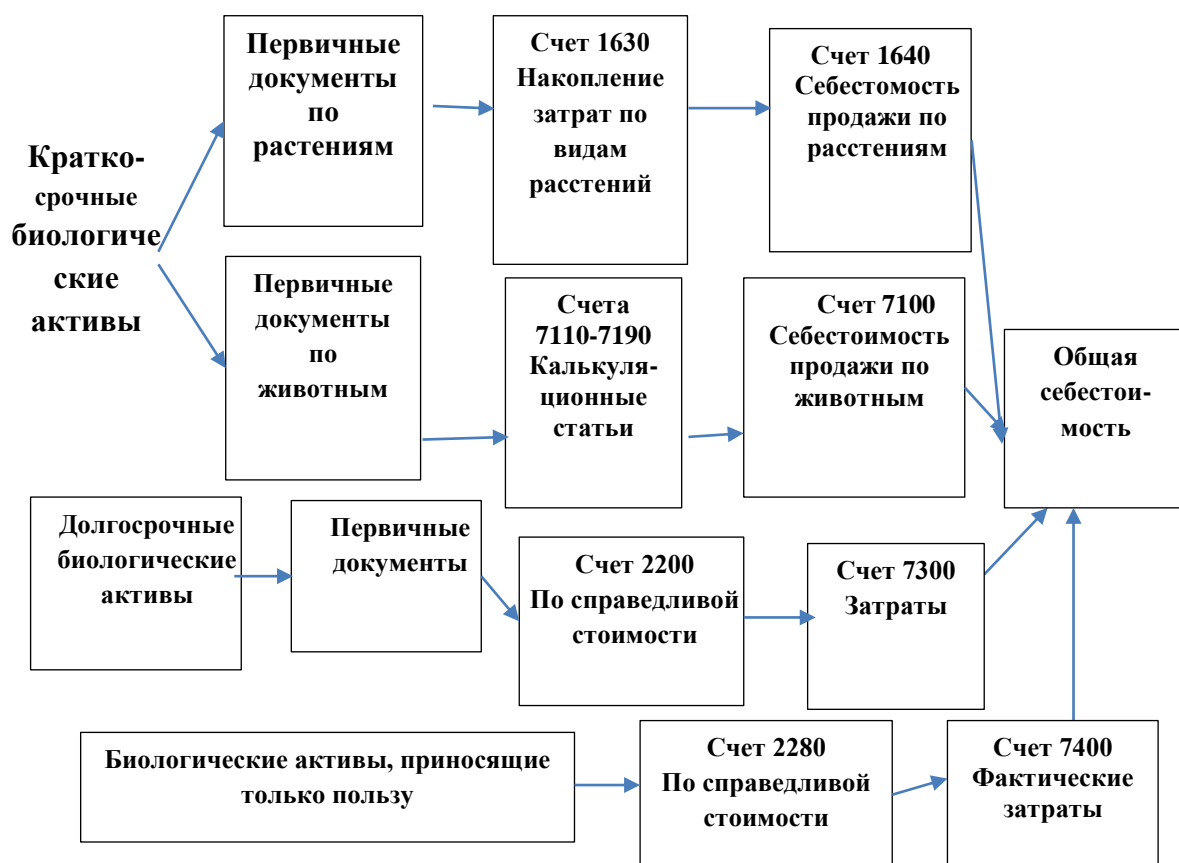 Кратко-
срочные
биологиче
ские
активы
Первичные
документы
по
растениям
Счет 1630
Накопление
затрат по
видам
расстений
Счет 1640
Себестомость
продажи по
расстениям
Первичные
документы
по
животным
Счета
7110-7190
Калькуля-
ционные
статьи
Счет 7100
Себестоимость
продажи по
животным
Общая
себестои-
мость
Долгосрочные
биологические
активы
Первичные
документы
Счет 2200
По справедливой
стоимости
Счет 7300
Затраты
Биологические активы, приносящие
только пользу
Счет 2280
По справедливой
стоимости
Счет 7400
Фактические
затраты